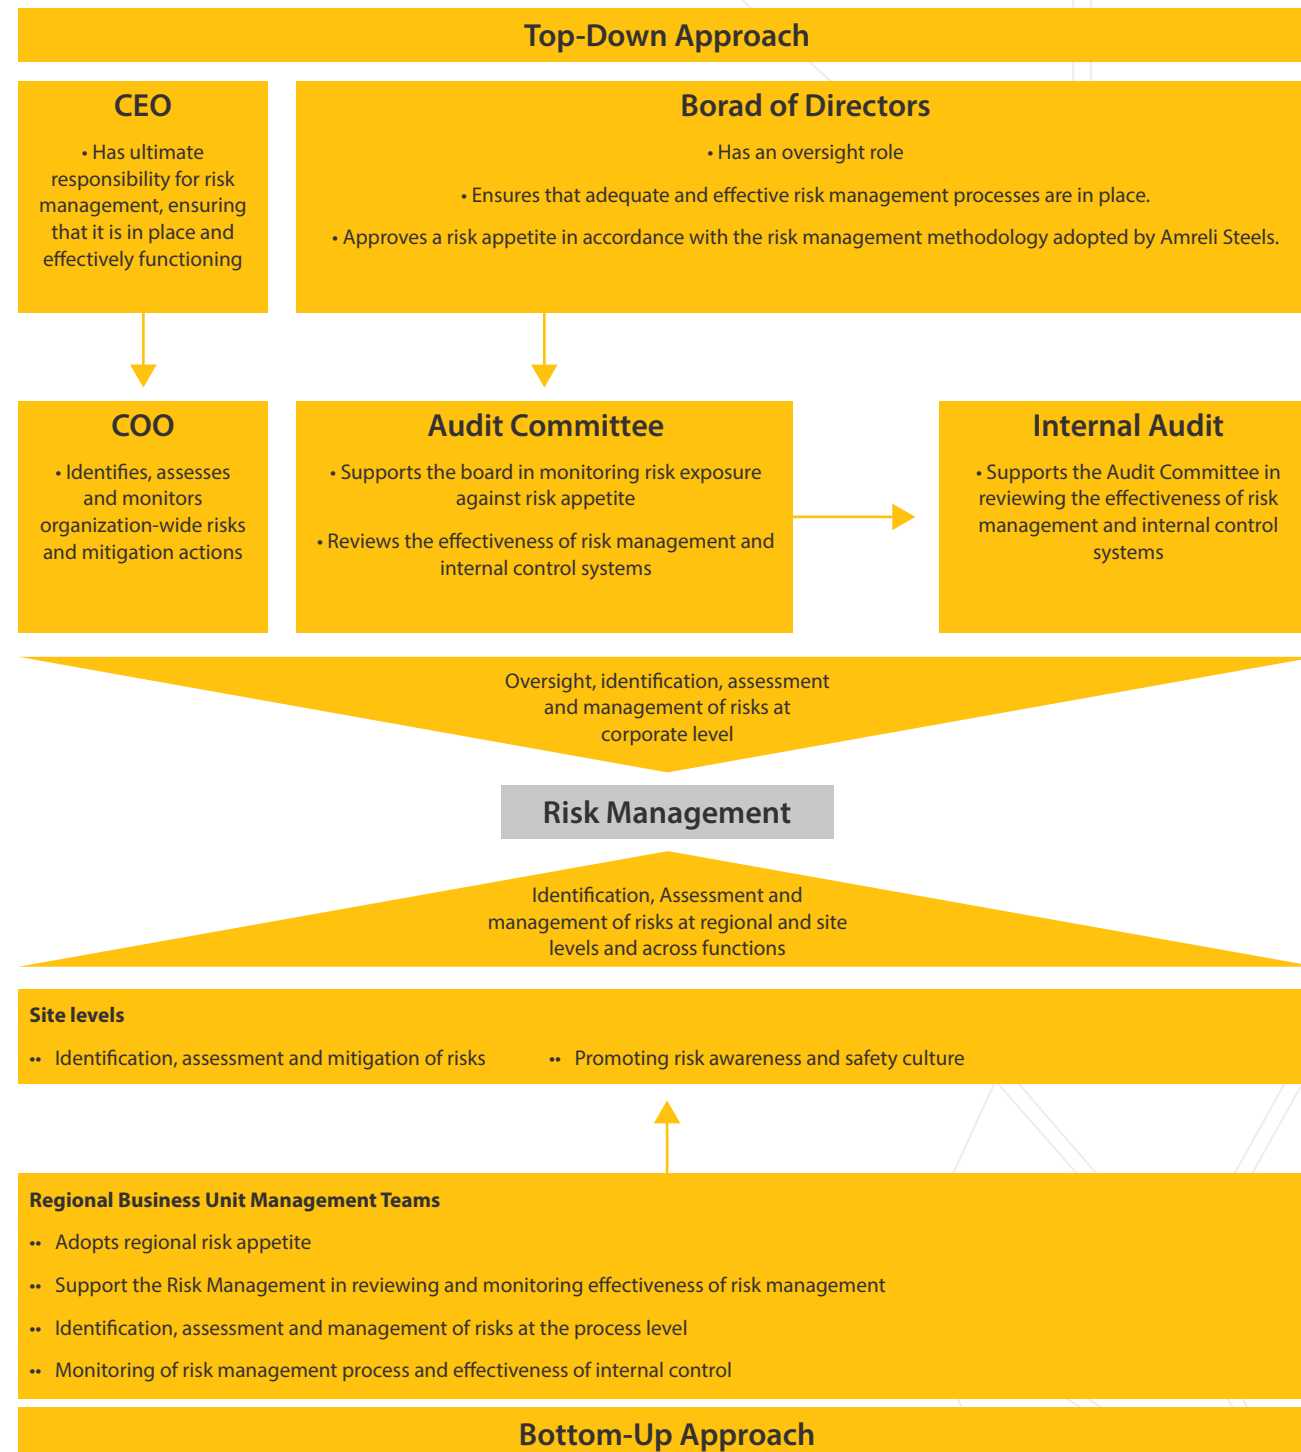 Top-Down Approach
CEO
• Has ultimate
responsibility for risk
management, ensuring
that it is in place and
effectively functioning
Borad of Directors
• Has an oversight role
• Ensures that adequate and effective risk management processes are in place.
• Approves a risk appetite in accordance with the risk management methodology adopted by Amreli Steels.
COO
• Identifies, assesses
and monitors
organization-wide risks
and mitigation actions
Audit Committee
• Supports the board in monitoring risk exposure
against risk appetite
• Reviews the effectiveness of risk management and
internal control systems
Internal Audit
• Supports the Audit Committee in
reviewing the effectiveness of risk
management and internal control
systems
Oversight, identification, assessment
and management of risks at
corporate level
Risk Management
Identification, Assessment and
management of risks at regional and site
levels and across functions
Site levels
•• Identification, assessment and mitigation of risks •• Promoting risk awareness and safety culture
Regional Business Unit Management Teams
•• Adopts regional risk appetite
•• Support the Risk Management in reviewing and monitoring effectiveness of risk management
•• Identification, assessment and management of risks at the process level
•• Monitoring of risk management process and effectiveness of internal control
Bottom-Up Approach